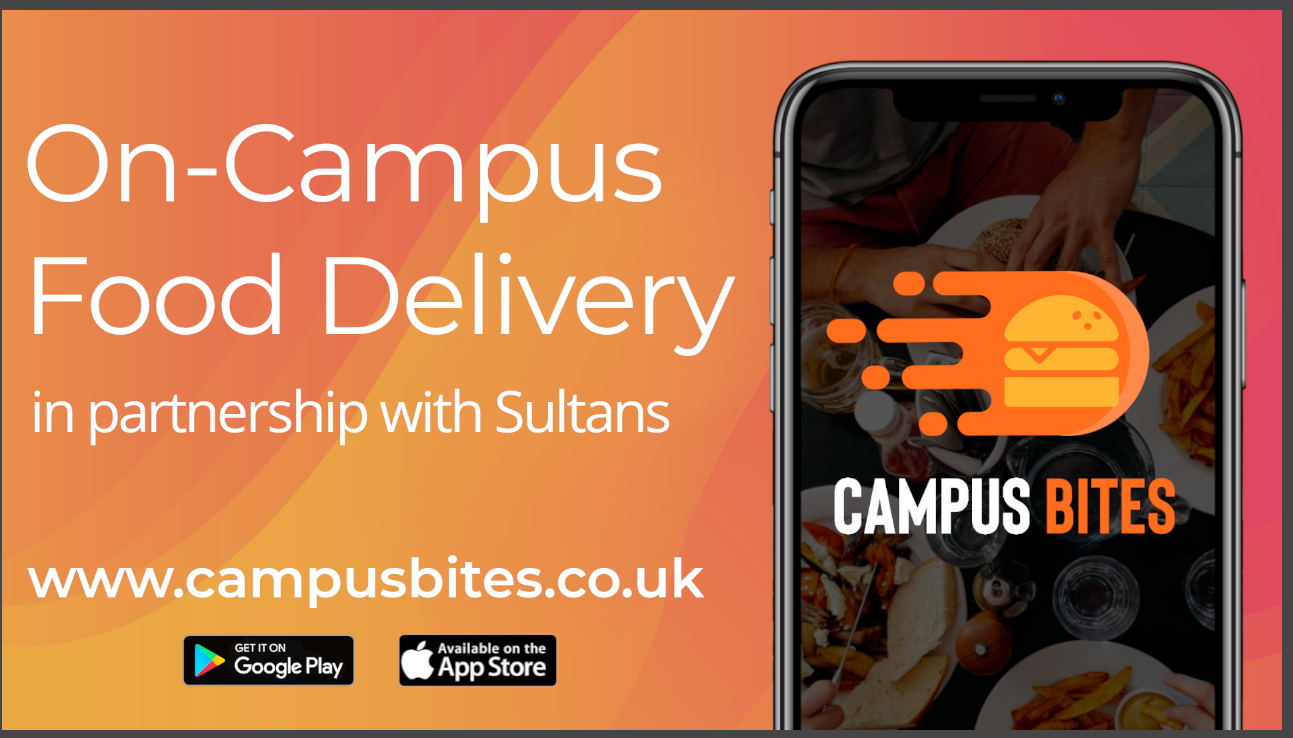 On-Campus
Food Delivery
in partnership with Sultans
www.campusbites.co.uk
GET IT ON
Google Play
Available on the
App Store
CAMPUS BITES